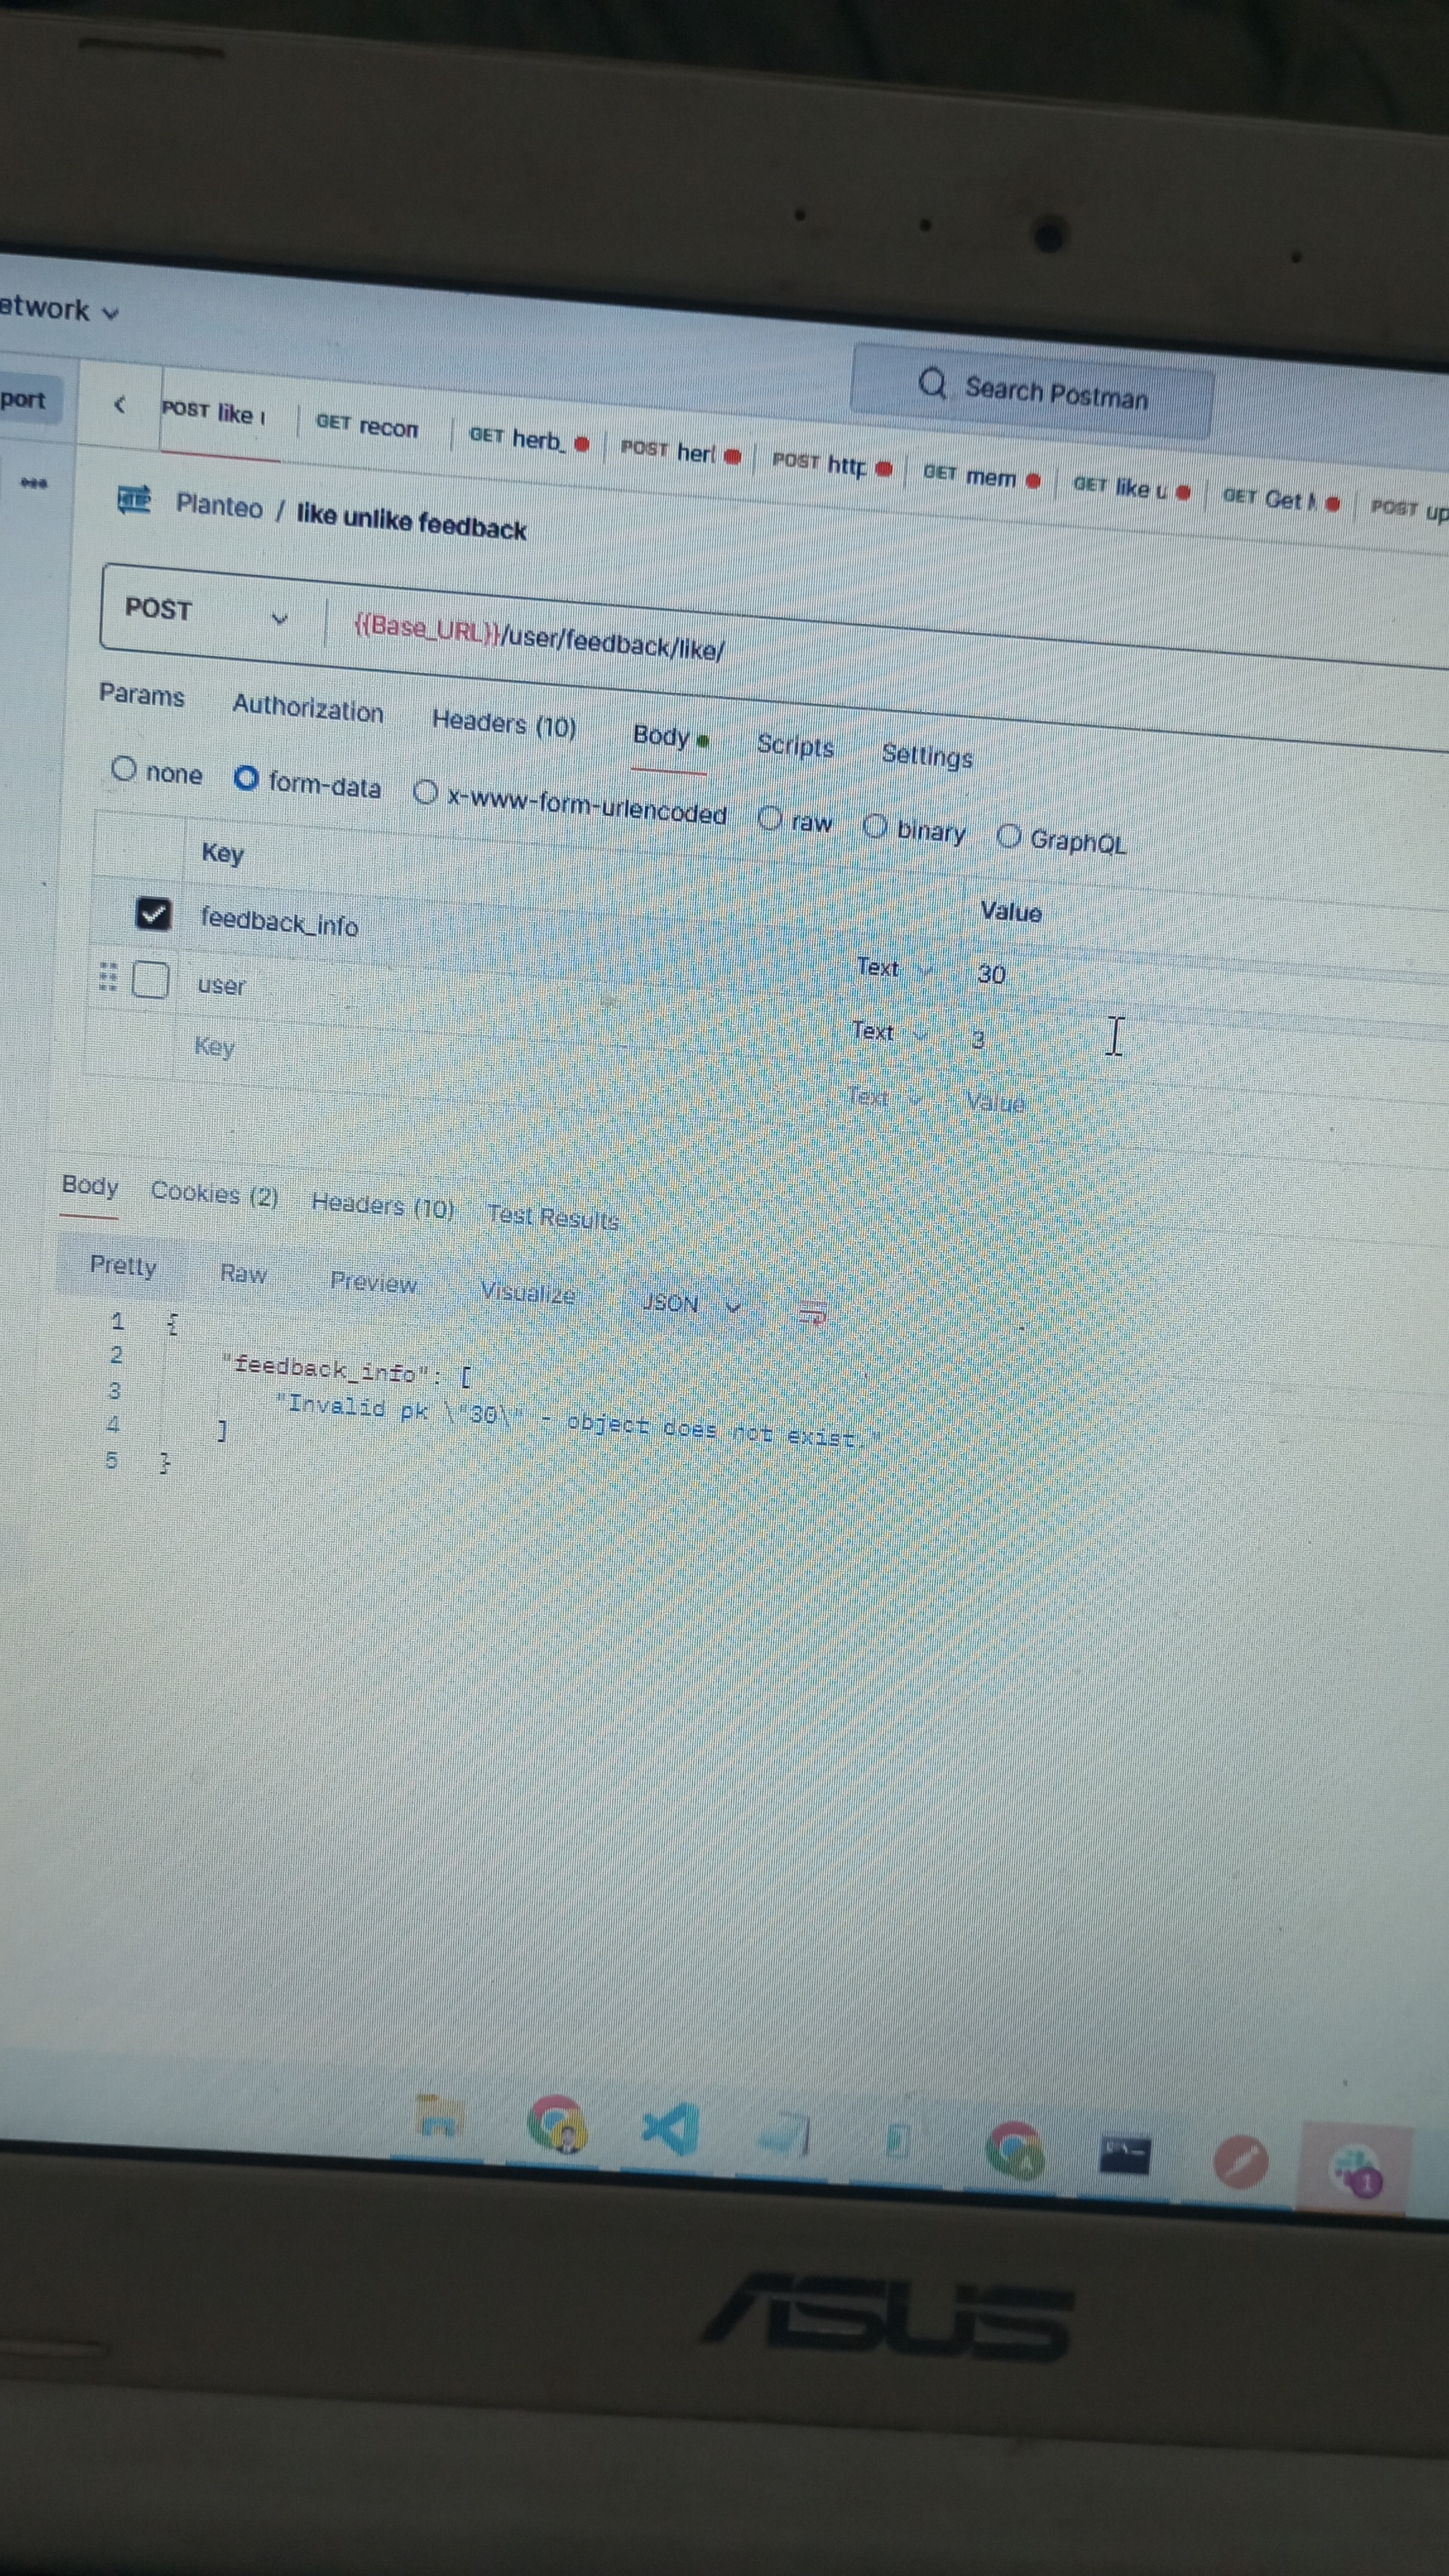 etwork
Search Postman
port
POST like
GET recon
GET herb_
POST herl
POST http
GET mem
GET like u
GET Get
POST up
Planteo / like unlike feedback
POST
{{Base_URL}}/user/feedback/like/
Params Authorization Headers (10) Body Scripts Settings
none form-data x-www-form-urlencoded raw binary GraphQL
Key Value
feedback_info Text 30
user Text 3
Key Text Value
Body Cookies (2) Headers (10) Test Results
Pretty Raw Preview Visualize JSON
1 {
2 "feedback_info": [
3 "Invalid pk \"30\" - object does not exist."
4 ]
5 }
1
ASUS